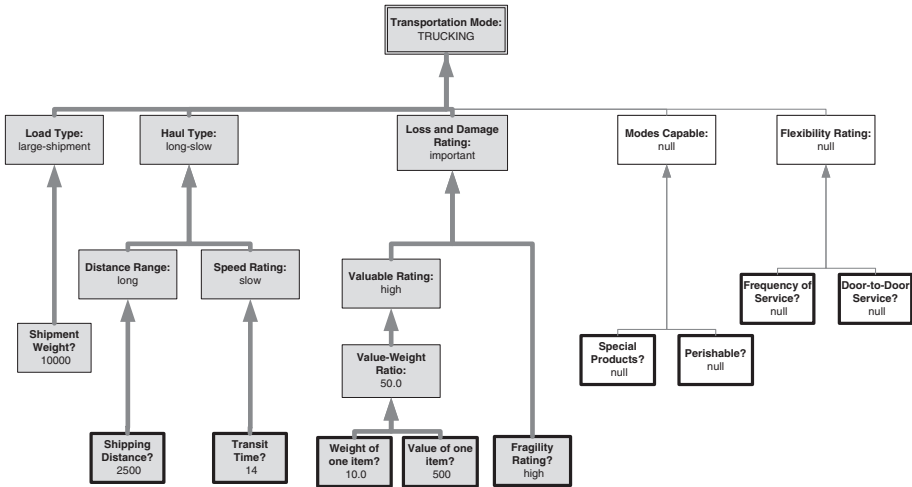 Transportation Mode:
TRUCKING
Load Type:
large-shipment
Haul Type:
long-slow
Loss and Damage
Rating:
important
Modes Capable:
null
Flexibility Rating:
null
Distance Range:
long
Speed Rating:
slow
Valuable Rating:
high
Frequency of
Service?
null
Door-to-Door
Service?
null
Shipment
Weight?
10000
Value-Weight
Ratio:
50.0
Special
Products?
null
Perishable?
null
Shipping
Distance?
2500
Transit
Time?
14
Weight of
one item?
10.0
Value of one
item?
500
Fragility
Rating?
high